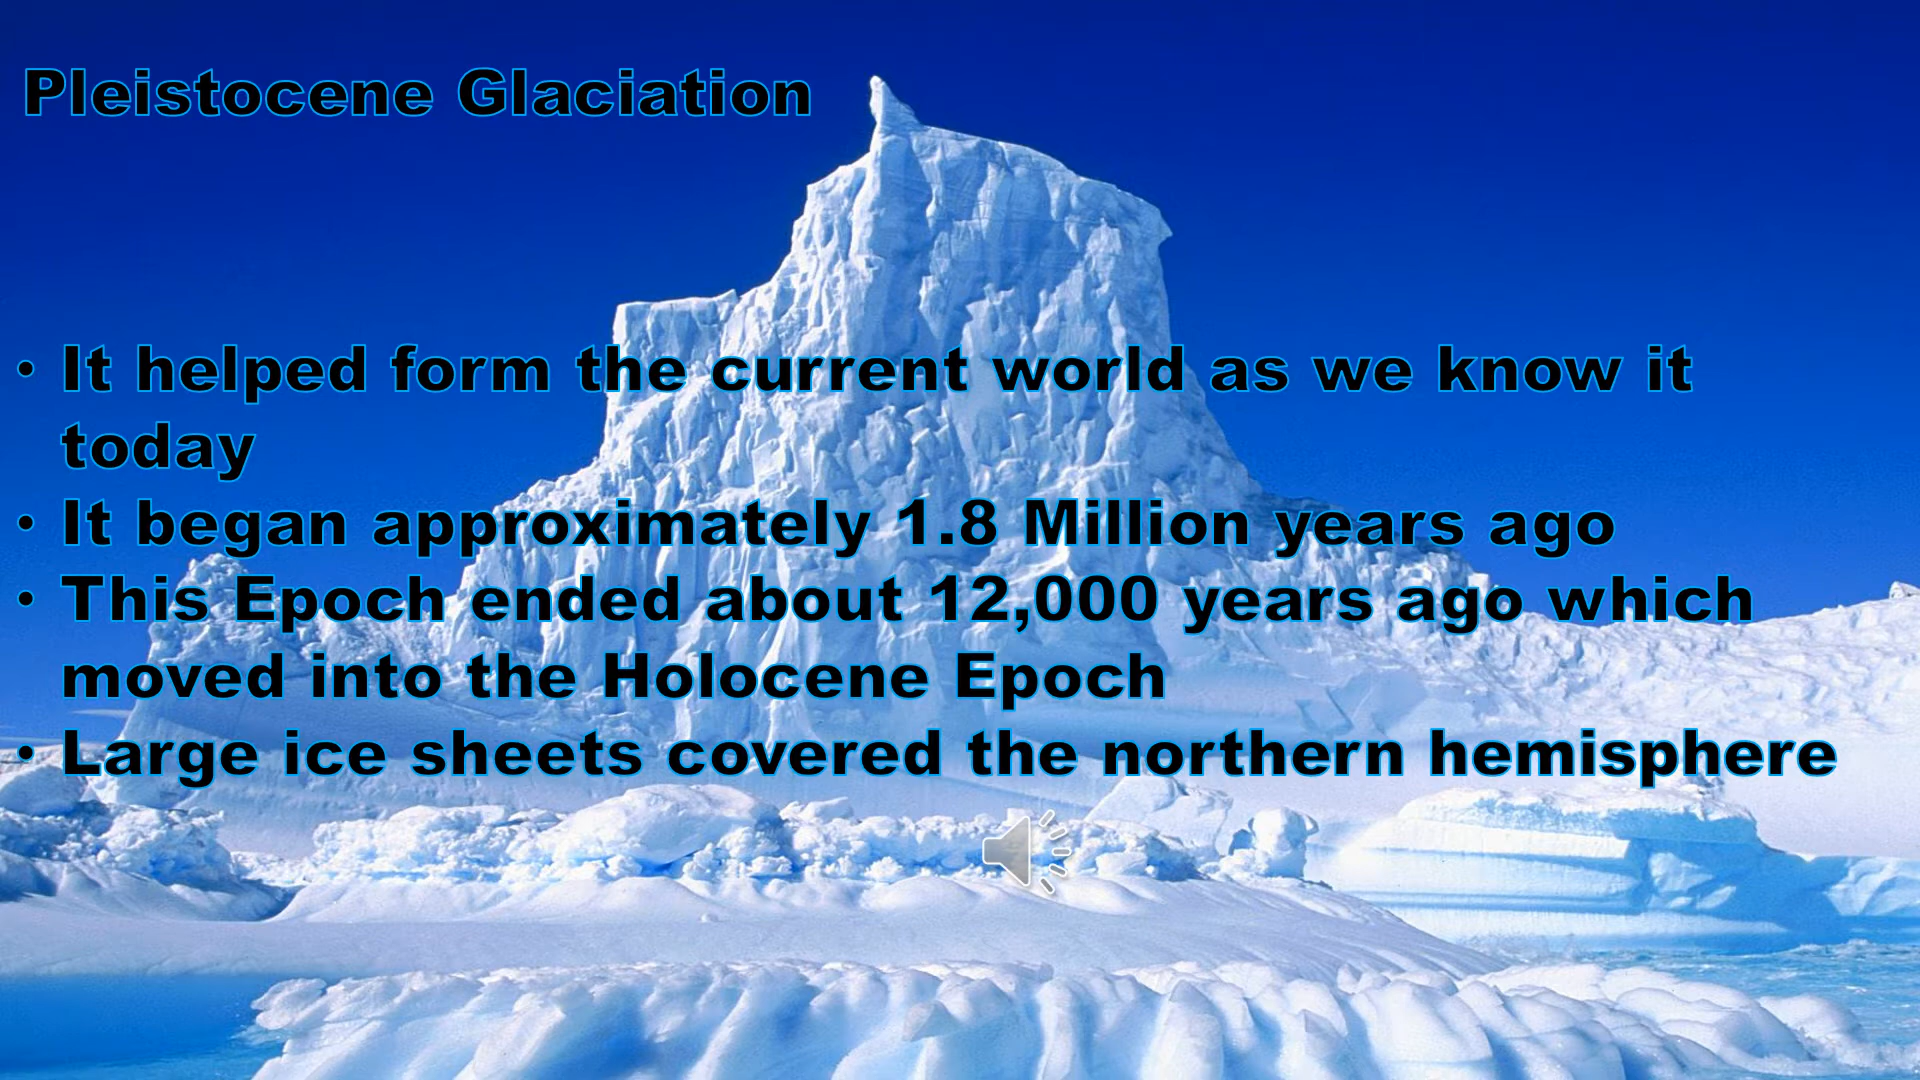 Pleistocene Glaciation
• It helped form the current world as we know it
today
• It began approximately 1.8 Million years ago
• This Epoch ended about 12,000 years ago which
moved into the Holocene Epoch
• Large ice sheets covered the northern hemisphere